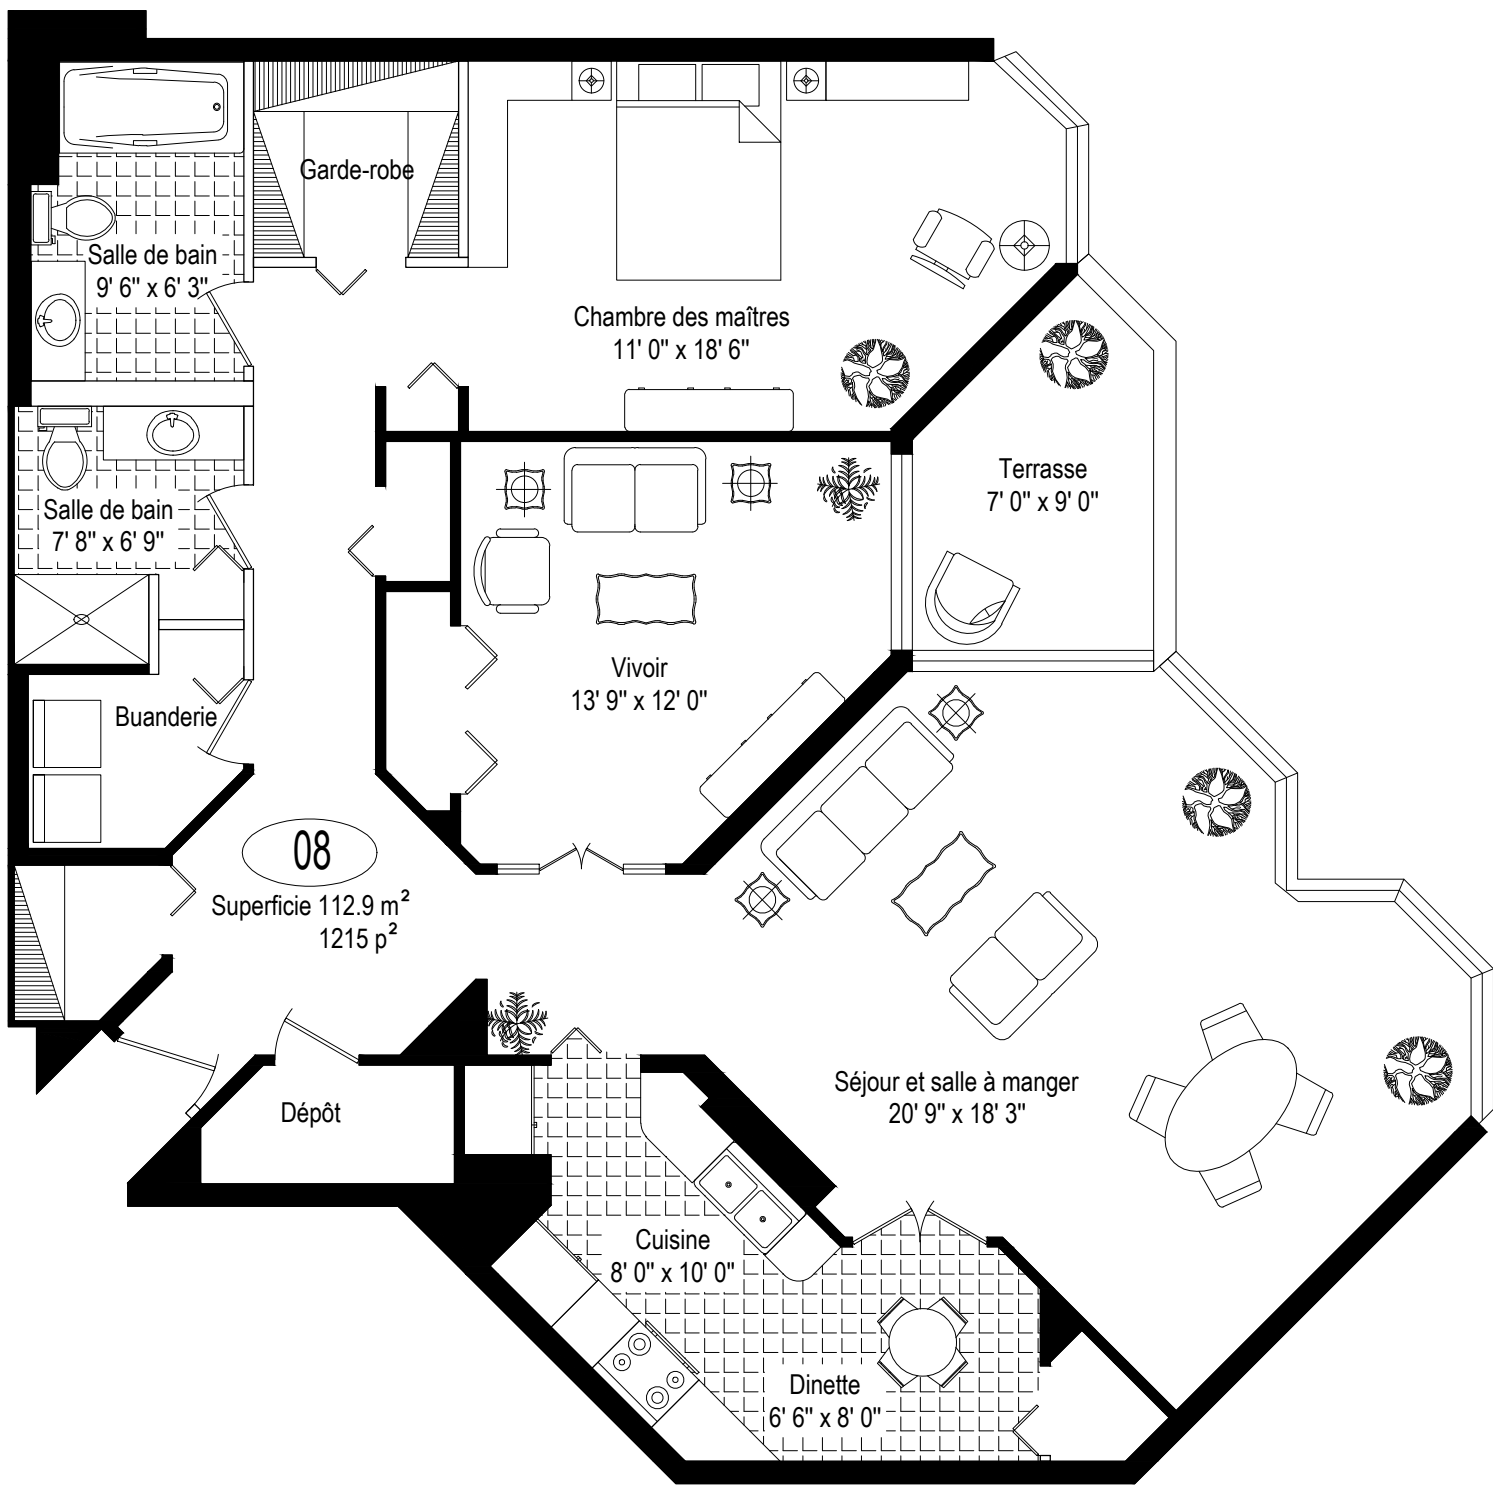 Garde-robe
Salle de bain
9' 6" x 6' 3"
Chambre des maîtres
11' 0" x 18' 6"
Terrasse
7' 0" x 9' 0"
Salle de bain
7' 8" x 6' 9"
Vivoir
13' 9" x 12' 0"
Buanderie
08
Superficie 112.9 m²
1215 p²
Séjour et salle à manger
20' 9" x 18' 3"
Dépôt
Cuisine
8' 0" x 10' 0"
Dinette
6' 6" x 8' 0"